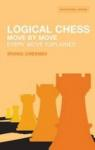 LOGICAL CHESS
MOVE BY MOVE
EVERY MOVE EXPLAINED
IRVING CHERNEV